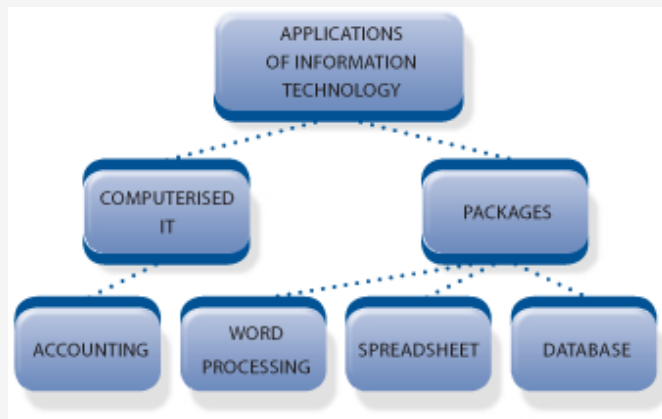 APPLICATIONS
OF INFORMATION
TECHNOLOGY
COMPUTERISED
IT
PACKAGES
ACCOUNTING
WORD
PROCESSING
SPREADSHEET
DATABASE